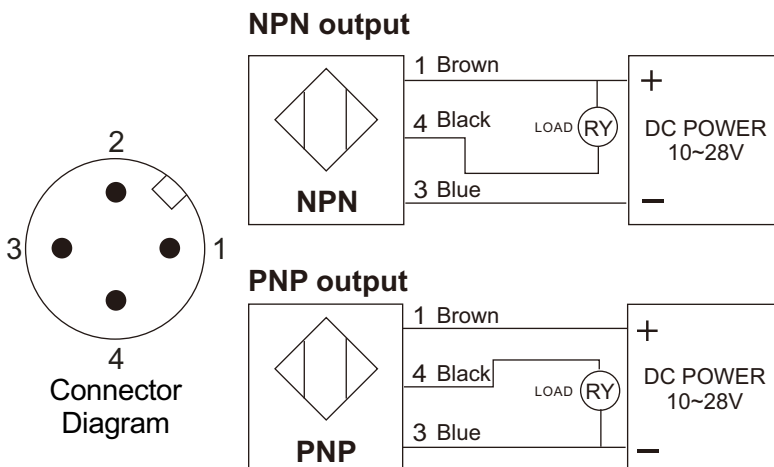 NPN output
1 Brown
4 Black
LOAD RY
3 Blue
NPN
+
DC POWER
10~28V
−
2
3
1
4
Connector
Diagram
PNP output
1 Brown
4 Black
LOAD RY
3 Blue
PNP
+
DC POWER
10~28V
−